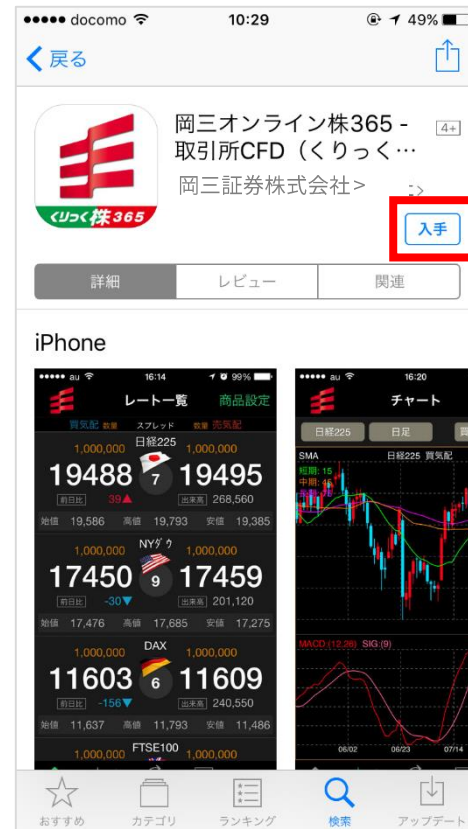 docomo 10:29 49%
戻る
岡三オンライン株365 -
取引所CFD（くりっく…
4+
岡三証券株式会社>
くりっく株365
入手
詳細 レビュー 関連
iPhone
au 16:14 99%
レート一覧 商品設定
買気配 数量 スプレッド 数量 売気配
1,000,000 日経225 1,000,000
19488 7 19495
前日比 39▲ 出来高 268,560
始値 19,586 高値 19,793 安値 19,385
1,000,000 NYダウ 1,000,000
17450 9 17459
前日比 -30▼ 出来高 201,120
始値 17,476 高値 17,685 安値 17,275
1,000,000 DAX 1,000,000
11603 6 11609
前日比 -156▼ 出来高 240,550
始値 11,637 高値 11,793 安値 11,486
1,000,000 FTSE100 1,000,000
au 16:20
チャート
日経225 日足
SMA 日経225 買気配
短期: 15
中期: 45
MACD:(12,26) SIG:(9)
06/02 06/23 07/14
おすすめ カテゴリ ランキング 検索 アップデート